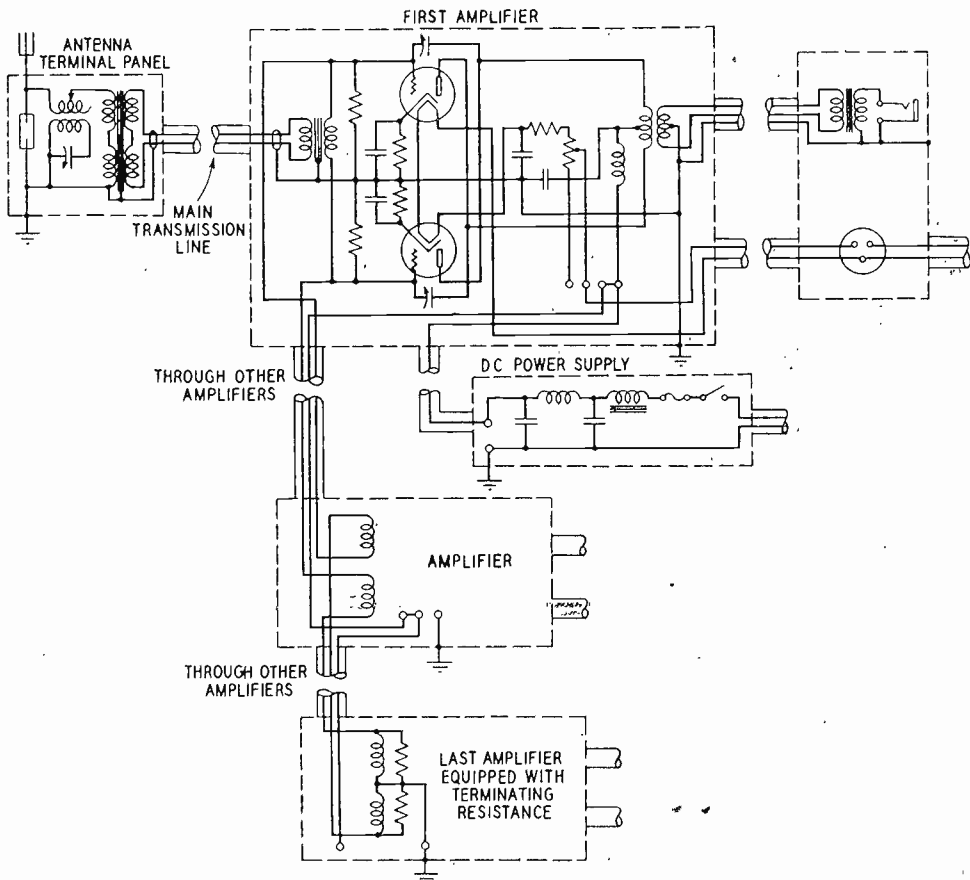 FIRST AMPLIFIER
ANTENNA
TERMINAL PANEL
MAIN
TRANSMISSION
LINE
THROUGH OTHER
AMPLIFIERS
DC POWER SUPPLY
AMPLIFIER
THROUGH OTHER
AMPLIFIERS
LAST AMPLIFIER
EQUIPPED WITH
TERMINATING
RESISTANCE